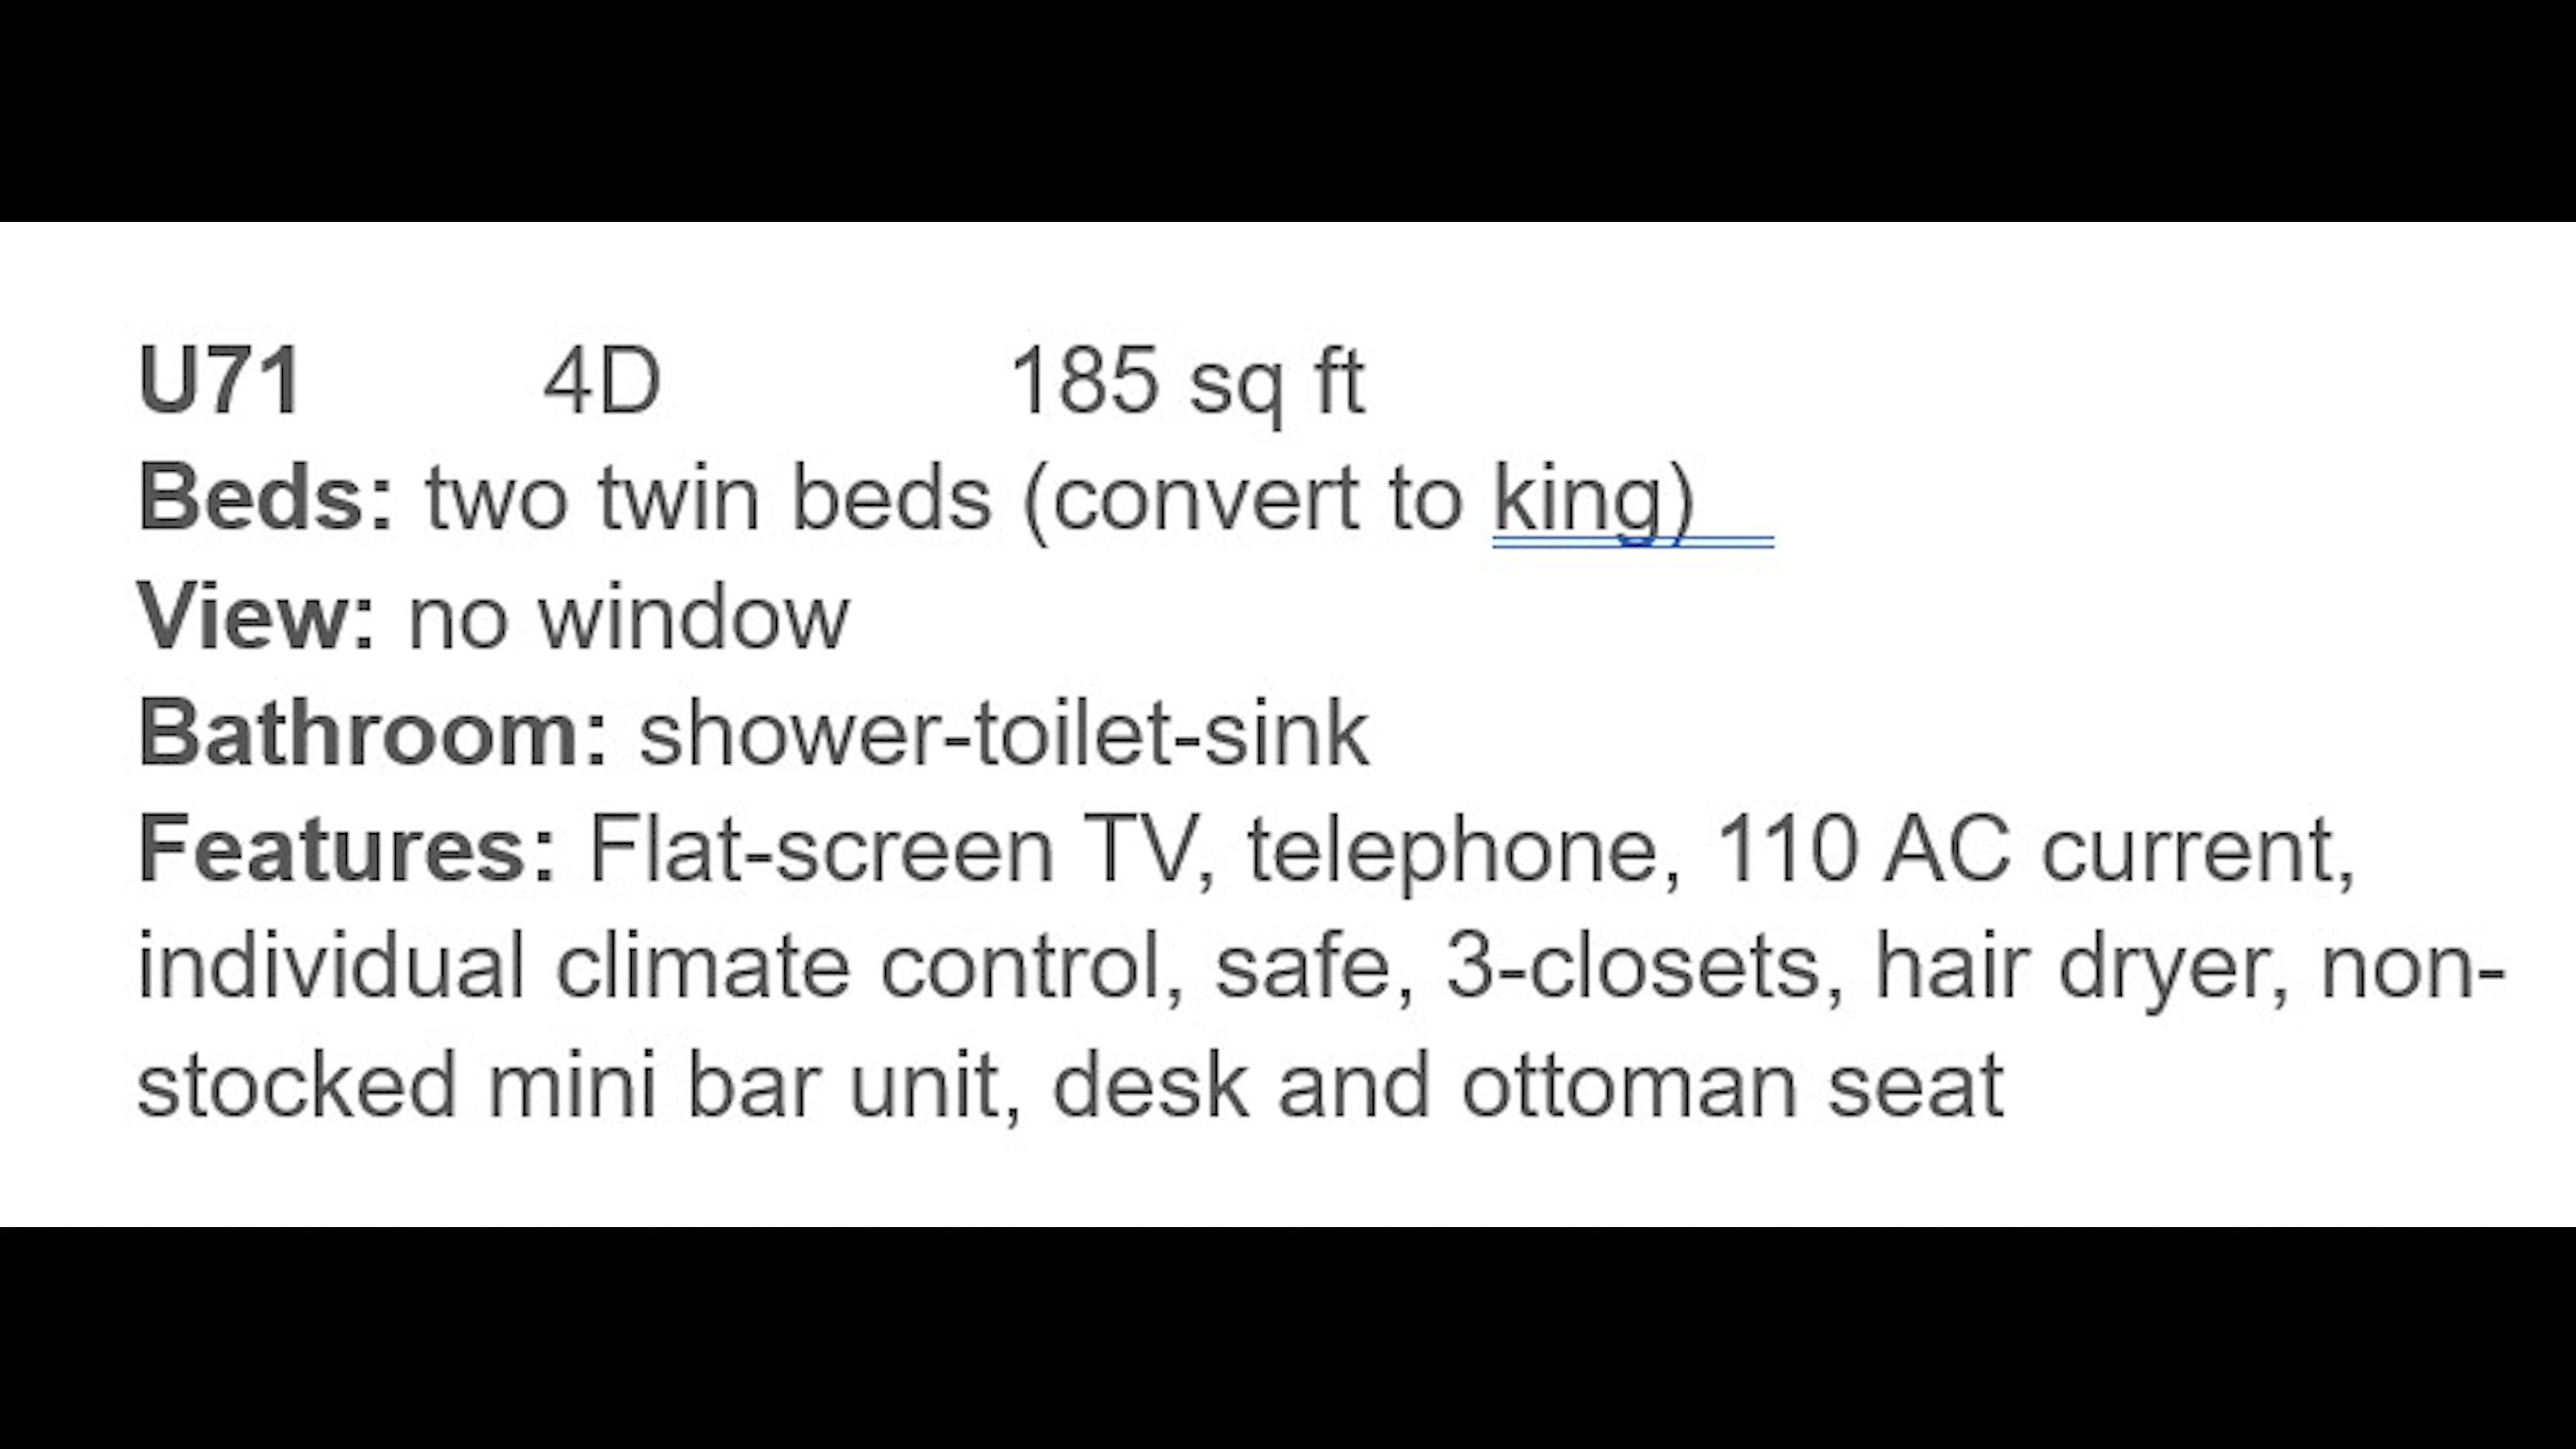 U71 4D 185 sq ft
Beds: two twin beds (convert to king)
View: no window
Bathroom: shower-toilet-sink
Features: Flat-screen TV, telephone, 110 AC current,
individual climate control, safe, 3-closets, hair dryer, non-
stocked mini bar unit, desk and ottoman seat